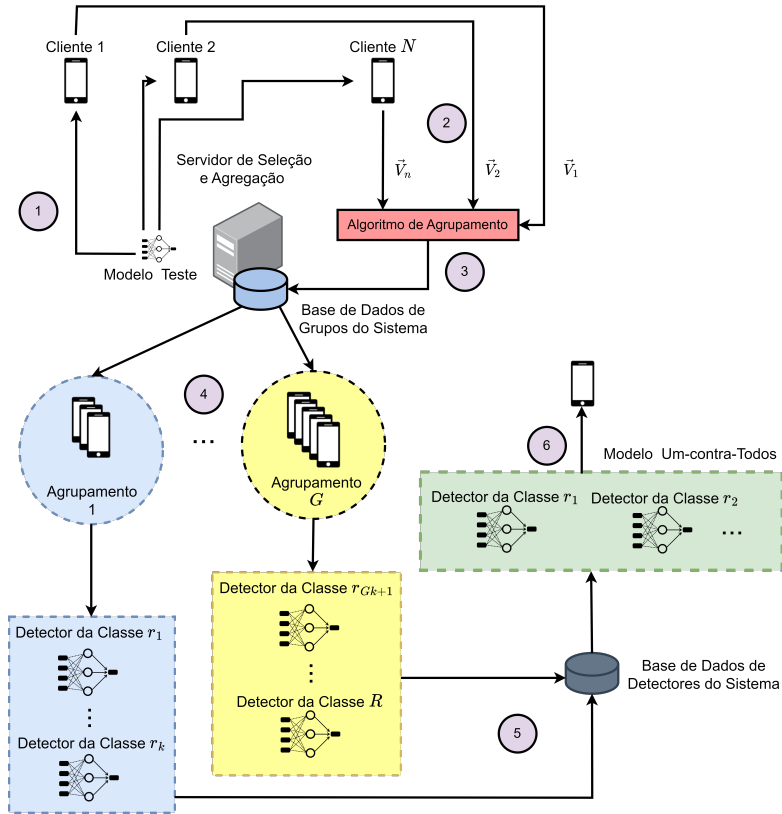 Cliente 1
Cliente 2
Cliente N
2
Servidor de Seleção
e Agregação
V⃗ₙ
V⃗₂
V⃗₁
1
Algoritmo de Agrupamento
Modelo Teste
3
Base de Dados de
Grupos do Sistema
4
...
6
Modelo Um-contra-Todos
Agrupamento
1
Agrupamento
G
Detector da Classe r₁
Detector da Classe r₂
...
Detector da Classe r_{Gk+1}
Detector da Classe r₁
...
Detector da Classe R
Base de Dados de
Detectores do Sistema
...
Detector da Classe r_k
5